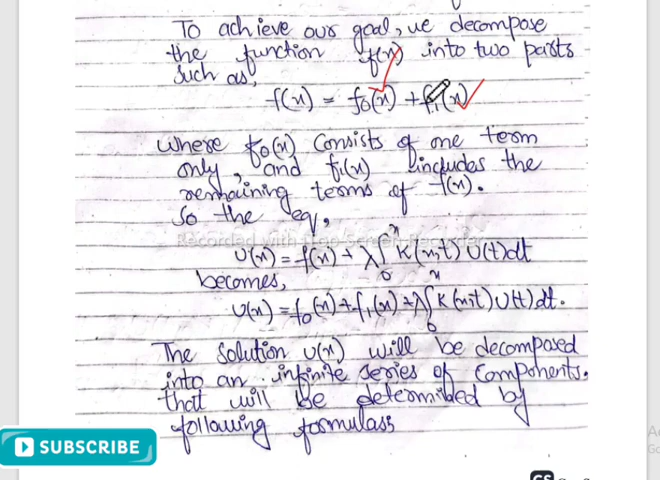 To achieve our goal, we decompose
the function f(x) into two parts
such as,
f(x) = f₀(x) + f₁(x)
where f₀(x) consists of one term
only, and f₁(x) includes the
remaining terms of f(x).
So the eq,
Recorded with iTop Screen Recorder
U(x) = f(x) + λ∫₀ˣ K(x,t) U(t)dt
becomes,
U(x) = f₀(x) + f₁(x) + λ∫₀ˣ K(x,t) U(t) dt.
The solution U(x) will be decomposed
into an infinite series of components.
that will be determined by
following formulas;
SUBSCRIBE